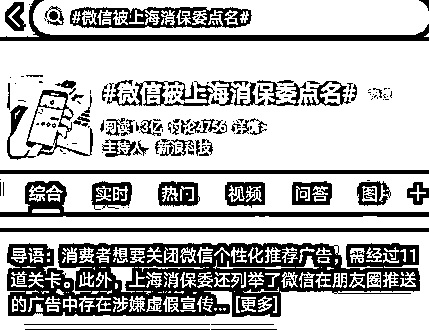 #微信被上海消保委点名#
#微信被上海消保委点名#
阅读1.3亿 讨论4756 详情>
主持人 新浪科技
综合 实时 热门 视频 问答 图片
导语：消费者想要关闭微信个性化推荐广告，需经过11
道关卡。此外，上海消保委还列举了微信在朋友圈推送
的广告中存在涉嫌虚假宣传... [更多]